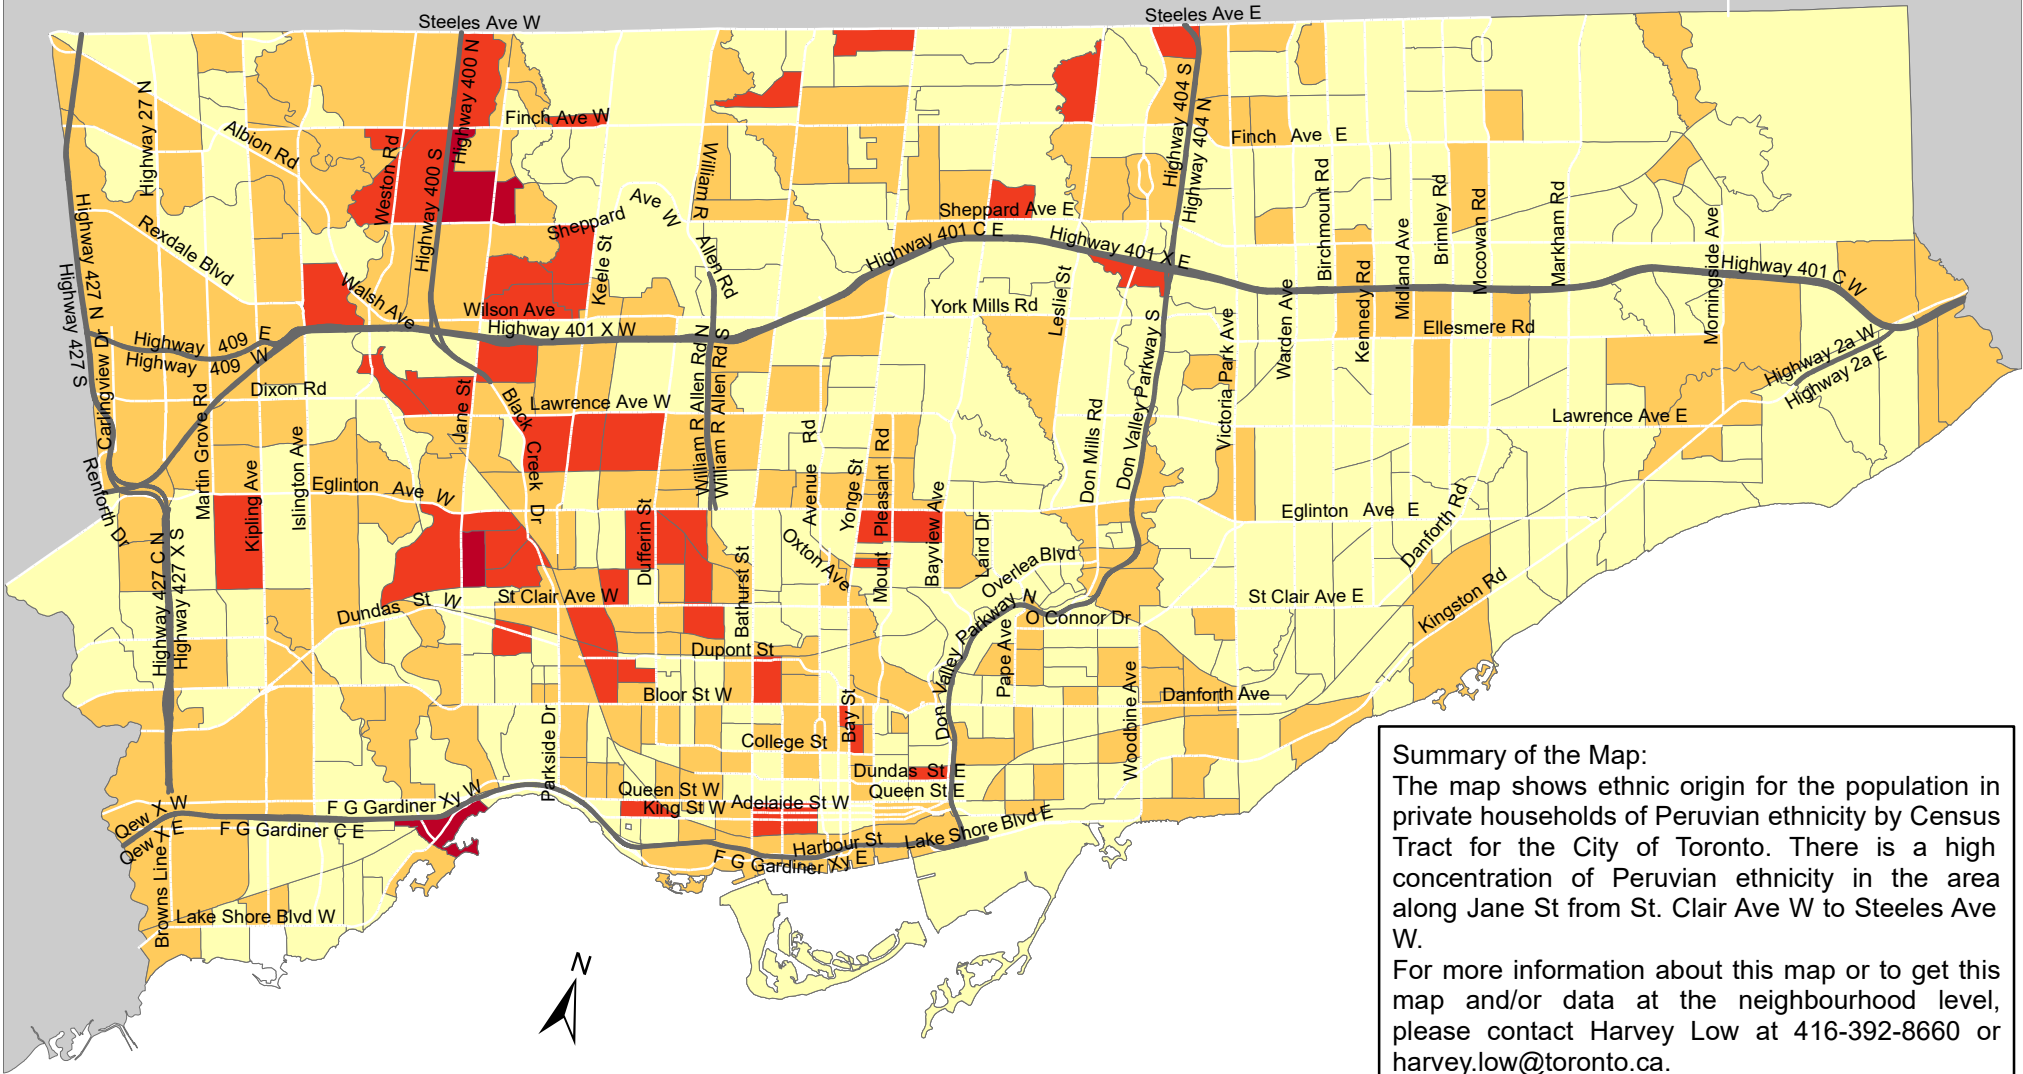 Steeles Ave W
Steeles Ave E
Highway 27 N
Albion Rd
Weston Rd
Highway 400 N
Highway 400 S
Finch Ave W
William R
Allen Rd
Highway 404 S
Highway 404 N
Finch Ave E
Birchmount Rd
Brimley Rd
Mccowan Rd
Markham Rd
Midland Ave
Morningside Ave
Highway 427 N
Highway 427 S
Rexdale Blvd
Sheppard
Ave W
Sheppard Ave E
Keele St
Highway 401 C E
Highway 401 X E
Highway 401 C W
Walsh Ave
Wilson Ave
Highway 401 X W
York Mills Rd
Leslie St
Warden Ave
Kennedy Rd
Ellesmere Rd
Highway 409 E
Highway 409 W
Carlingview Dr
Dixon Rd
Martin Grove Rd
Jane St
Black
Creek Dr
Lawrence Ave W
William R Allen Rd N
William R Allen Rd S
Avenue Rd
Yonge St
Mount Pleasant Rd
Bayview Ave
Don Mills Rd
Don Valley Parkway S
Victoria Park Ave
Highway 2a W
Highway 2a E
Lawrence Ave E
Renforth Dr
Kipling Ave
Islington Ave
Eglinton Ave W
Dufferin St
Bathurst St
Oxton Ave
Laird Dr
Overlea Blvd
Eglinton Ave E
Danforth Rd
Highway 427 C N
Highway 427 X S
Dundas St W
St Clair Ave W
Don Valley Parkway N
O Connor Dr
St Clair Ave E
Kingston Rd
Dupont St
Bloor St W
Pape Ave
Woodbine Ave
Danforth Ave
Parkside Dr
Bay St
College St
Dundas St E
Queen St E
Queen St W
King St W
Adelaide St W
Qew X W
Qew X E
F G Gardiner Xy W
F G Gardiner C E
Harbour St
Lake Shore Blvd E
F G Gardiner Xy E
Browns Line
Lake Shore Blvd W
N
Summary of the Map:
The map shows ethnic origin for the population in
private households of Peruvian ethnicity by Census
Tract for the City of Toronto. There is a high
concentration of Peruvian ethnicity in the area
along Jane St from St. Clair Ave W to Steeles Ave
W.
For more information about this map or to get this
map and/or data at the neighbourhood level,
please contact Harvey Low at 416-392-8660 or
harvey.low@toronto.ca.